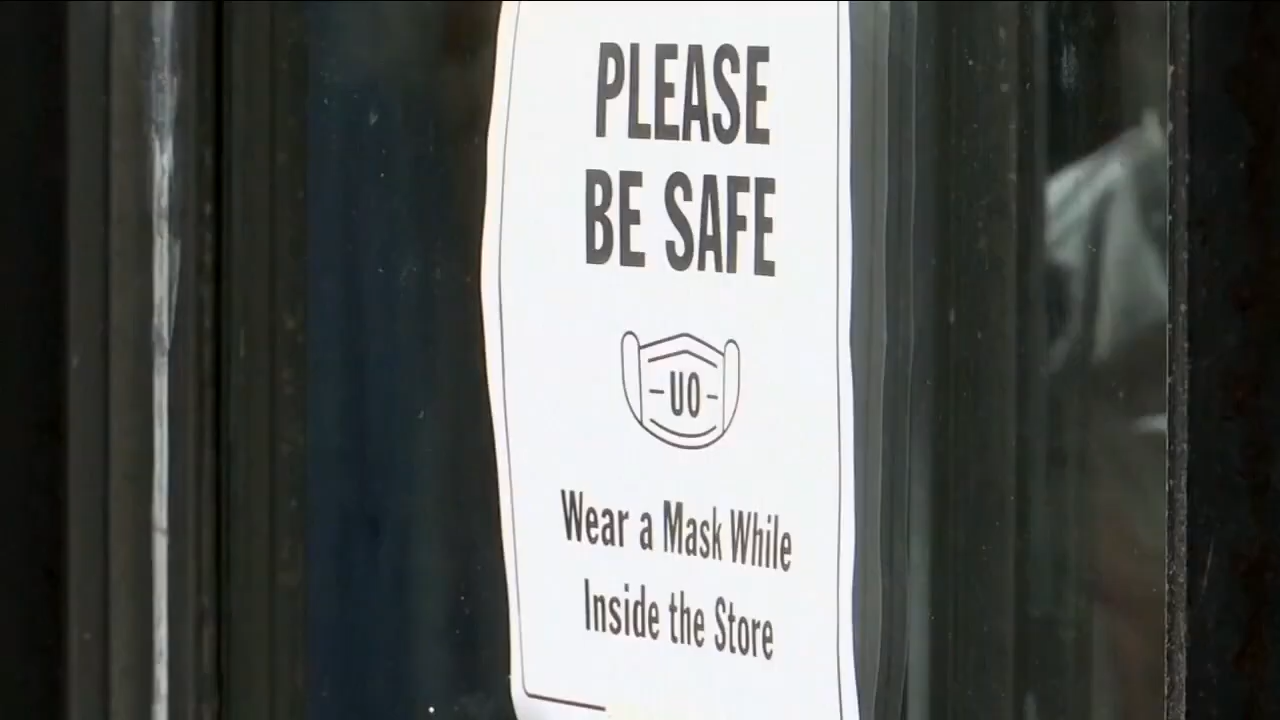 PLEASE
BE SAFE
-UO-
Wear a Mask While
Inside the Store